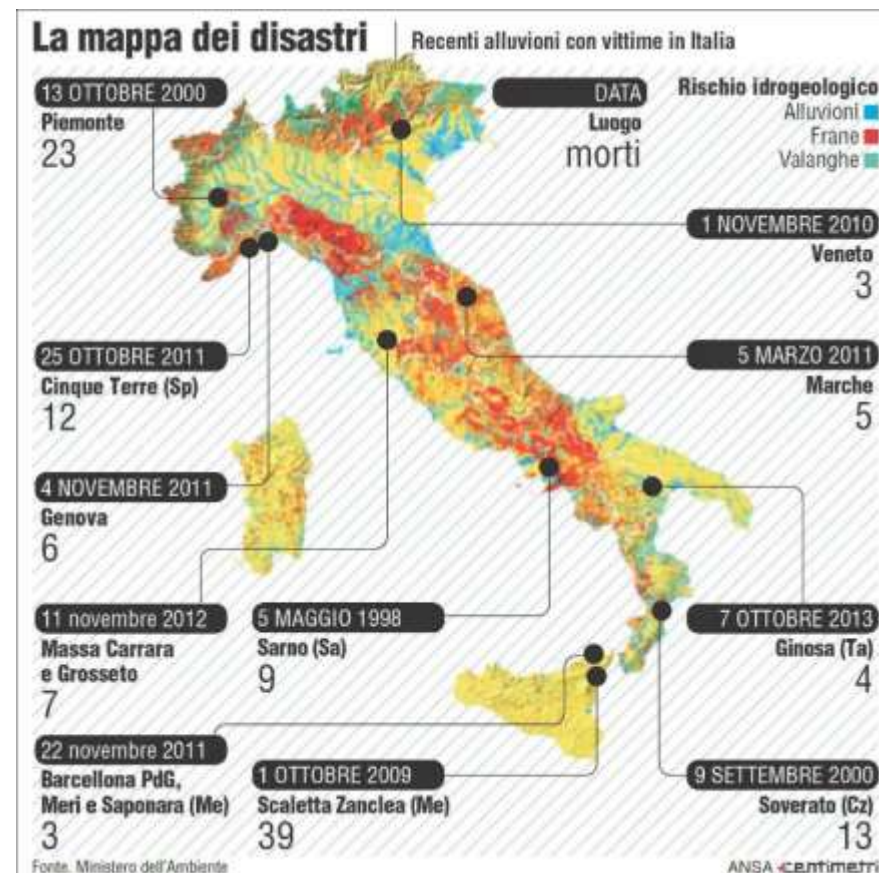 La mappa dei disastri
Recenti alluvioni con vittime in Italia
13 OTTOBRE 2000
Piemonte
23
DATA
Luogo
morti
Rischio idrogeologico
Alluvioni
Frane
Valanghe
1 NOVEMBRE 2010
Veneto
3
25 OTTOBRE 2011
Cinque Terre (Sp)
12
5 MARZO 2011
Marche
5
4 NOVEMBRE 2011
Genova
6
11 novembre 2012
Massa Carrara
e Grosseto
7
5 MAGGIO 1998
Sarno (Sa)
9
7 OTTOBRE 2013
Ginosa (Ta)
4
22 novembre 2011
Barcellona PdG,
Meri e Saponara (Me)
3
1 OTTOBRE 2009
Scaletta Zanclea (Me)
39
9 SETTEMBRE 2000
Soverato (Cz)
13
Fonte. Ministero dell'Ambiente
ANSA centimetri